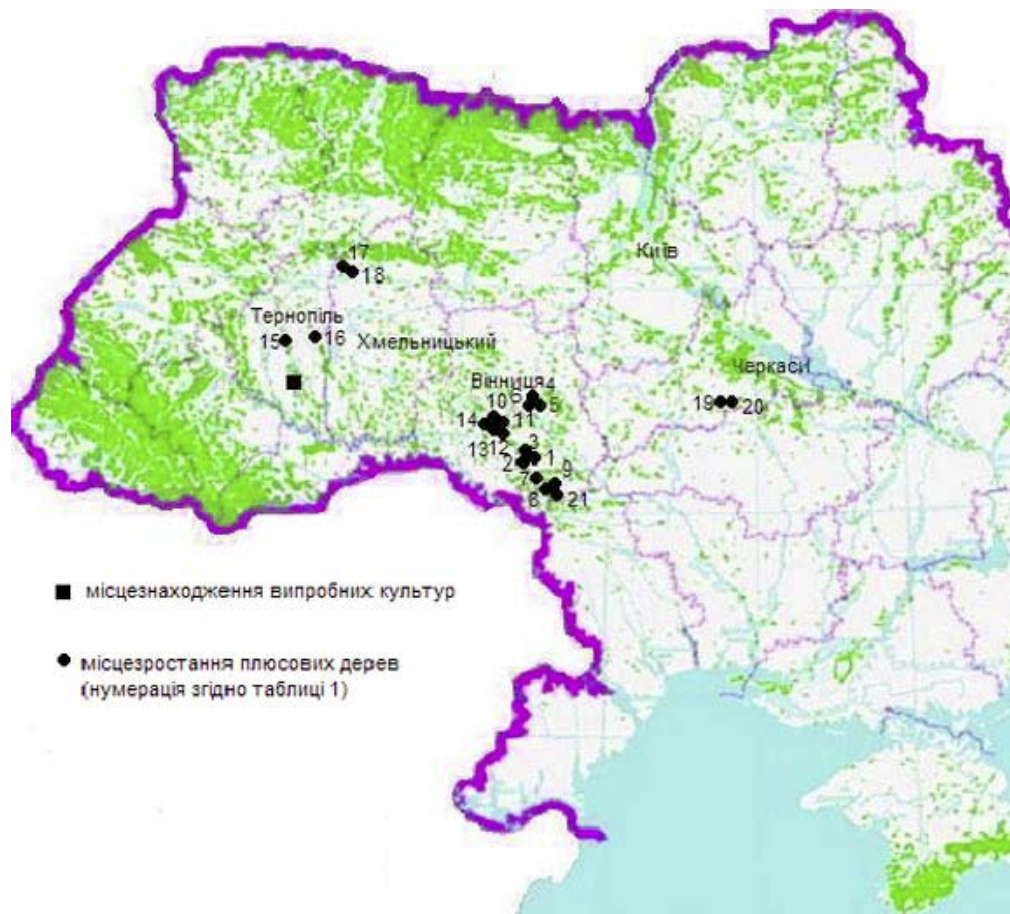 Київ
17
18
Тернопіль
15 16 Хмельницький
Черкаси
Вінниця
6 4
5
10
19 20
14 11
13 12
3
2 1
7 9
8 21
місцезнаходження випробних культур
місцезростання плюсових дерев
(нумерація згідно таблиці 1)